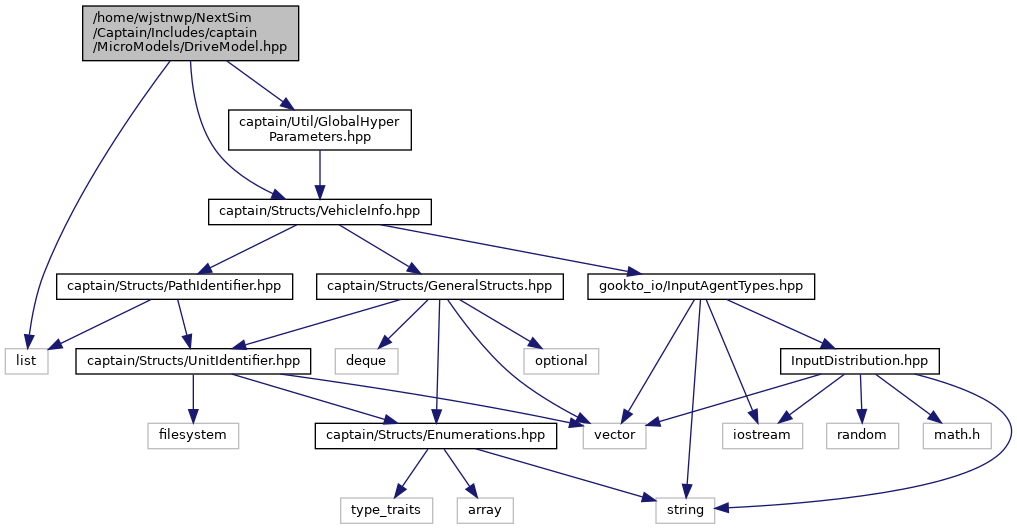 /home/wjstnwp/NextSim
/Captain/Includes/captain
/MicroModels/DriveModel.hpp
captain/Util/GlobalHyper
Parameters.hpp
captain/Structs/VehicleInfo.hpp
captain/Structs/PathIdentifier.hpp
captain/Structs/GeneralStructs.hpp
gookto_io/InputAgentTypes.hpp
list
captain/Structs/UnitIdentifier.hpp
deque
optional
InputDistribution.hpp
filesystem
captain/Structs/Enumerations.hpp
vector
iostream
random
math.h
type_traits
array
string